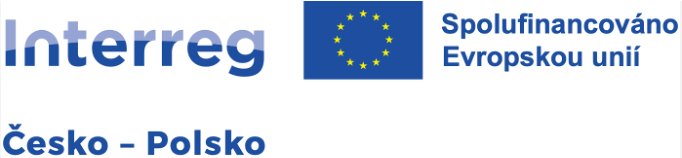 Interreg
Spolufinancováno
Evropskou unií
Česko – Polsko